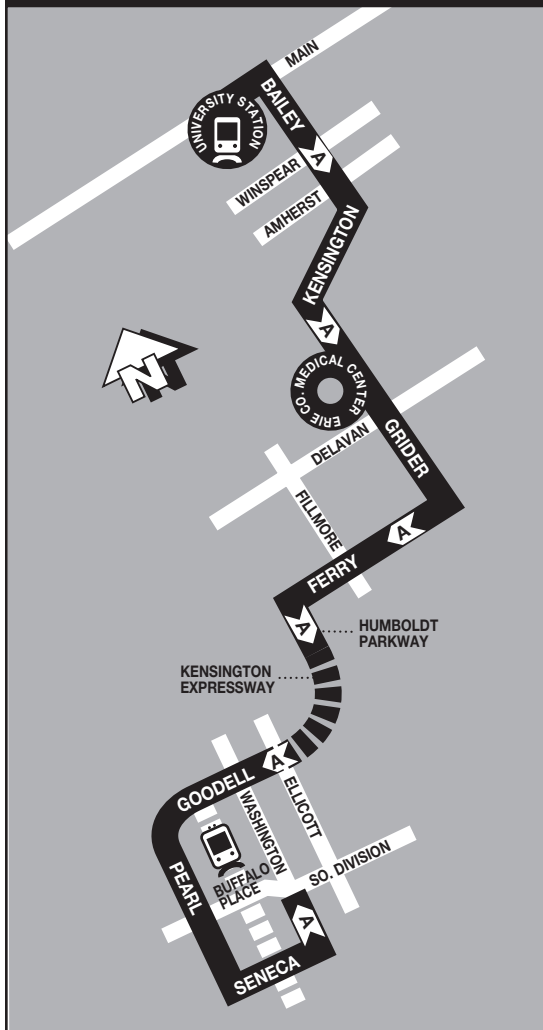 MAIN
UNIVERSITY STATION
BAILEY
A
WINSPEAR
AMHERST
KENSINGTON
A
ERIE CO. MEDICAL CENTER
N
DELAVAN
GRIDER
FILLMORE
A
FERRY
A
HUMBOLDT
PARKWAY
KENSINGTON
EXPRESSWAY
A
GOODELL
ELLICOTT
WASHINGTON
PEARL
BUFFALO
PLACE
SO. DIVISION
A
SENECA